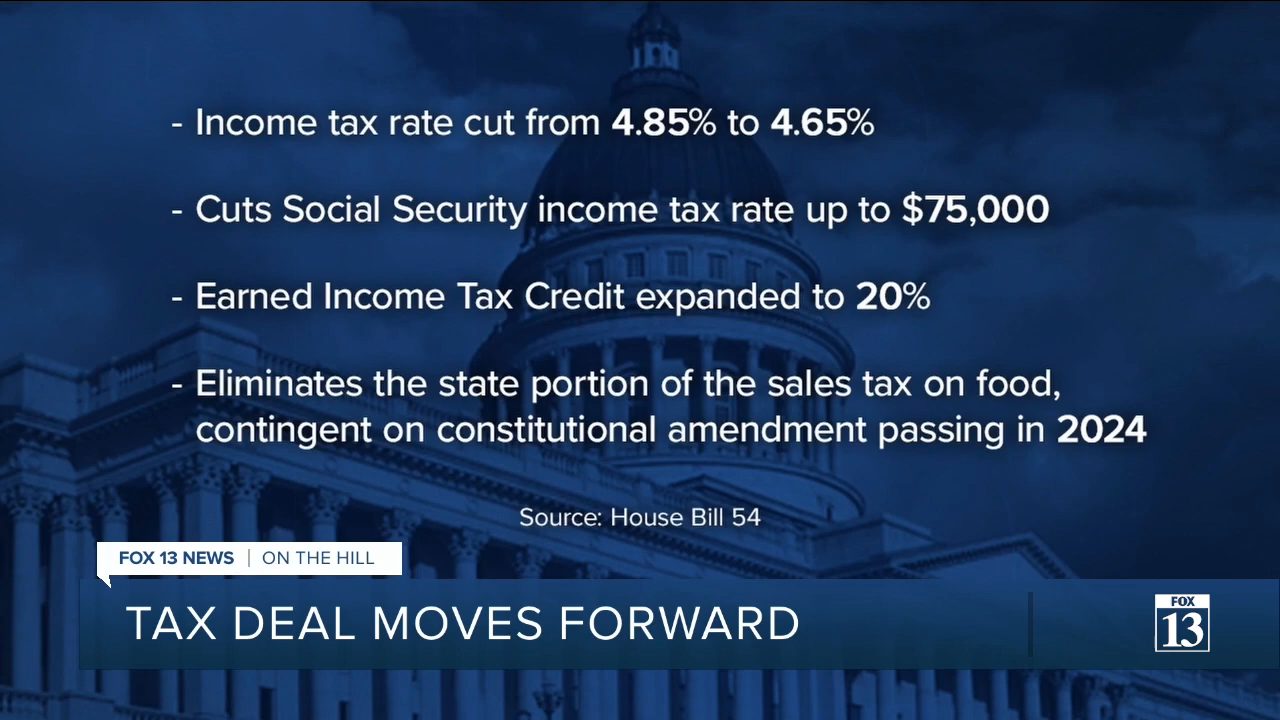 - Income tax rate cut from 4.85% to 4.65%
- Cuts Social Security income tax rate up to $75,000
- Earned Income Tax Credit expanded to 20%
- Eliminates the state portion of the sales tax on food,
contingent on constitutional amendment passing in 2024
Source: House Bill 54
FOX 13 NEWS | ON THE HILL
TAX DEAL MOVES FORWARD
FOX
13